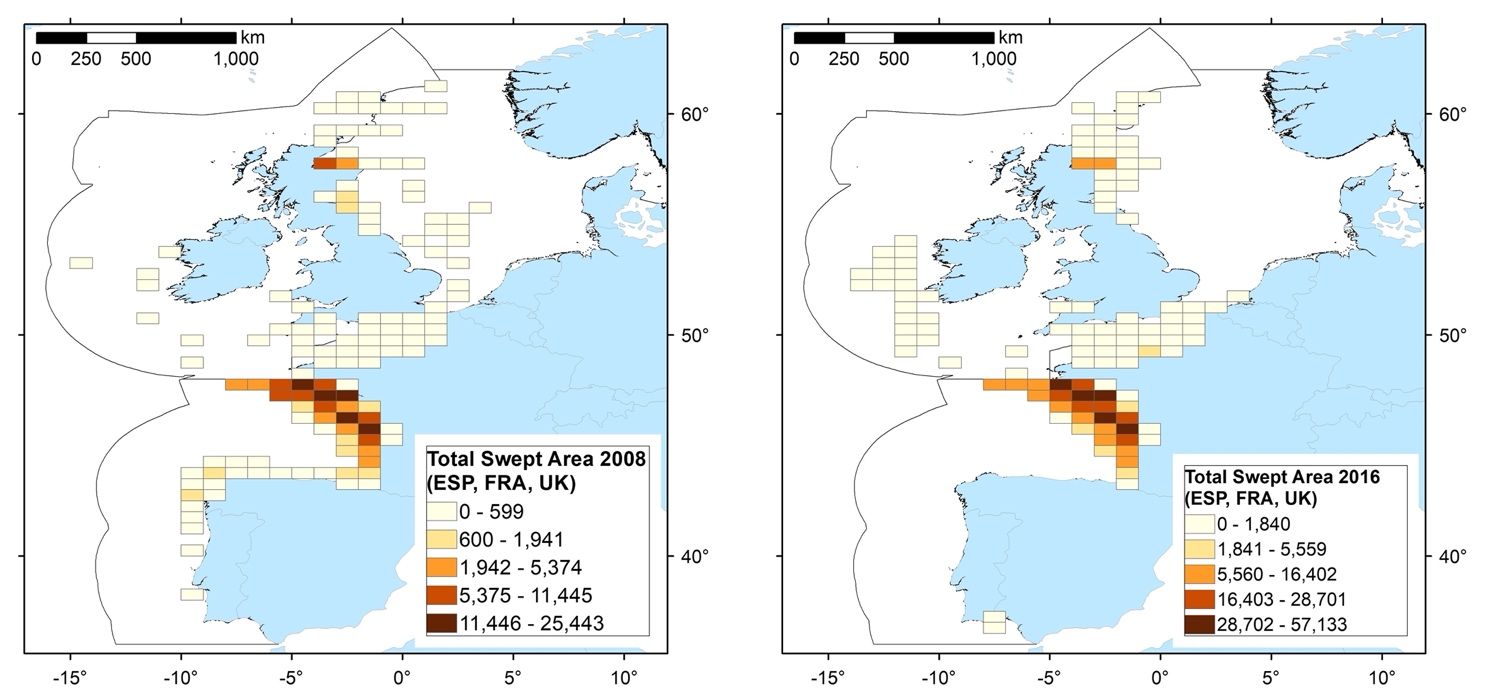 km
0 250 500 1,000
Total Swept Area 2008
(ESP, FRA, UK)
0 - 599
600 - 1,941
1,942 - 5,374
5,375 - 11,445
11,446 - 25,443
60°
50°
40°
-15° -10° -5° 0° 5° 10°
km
0 250 500 1,000
Total Swept Area 2016
(ESP, FRA, UK)
0 - 1,840
1,841 - 5,559
5,560 - 16,402
16,403 - 28,701
28,702 - 57,133
60°
50°
40°
-15° -10° -5° 0° 5° 10°